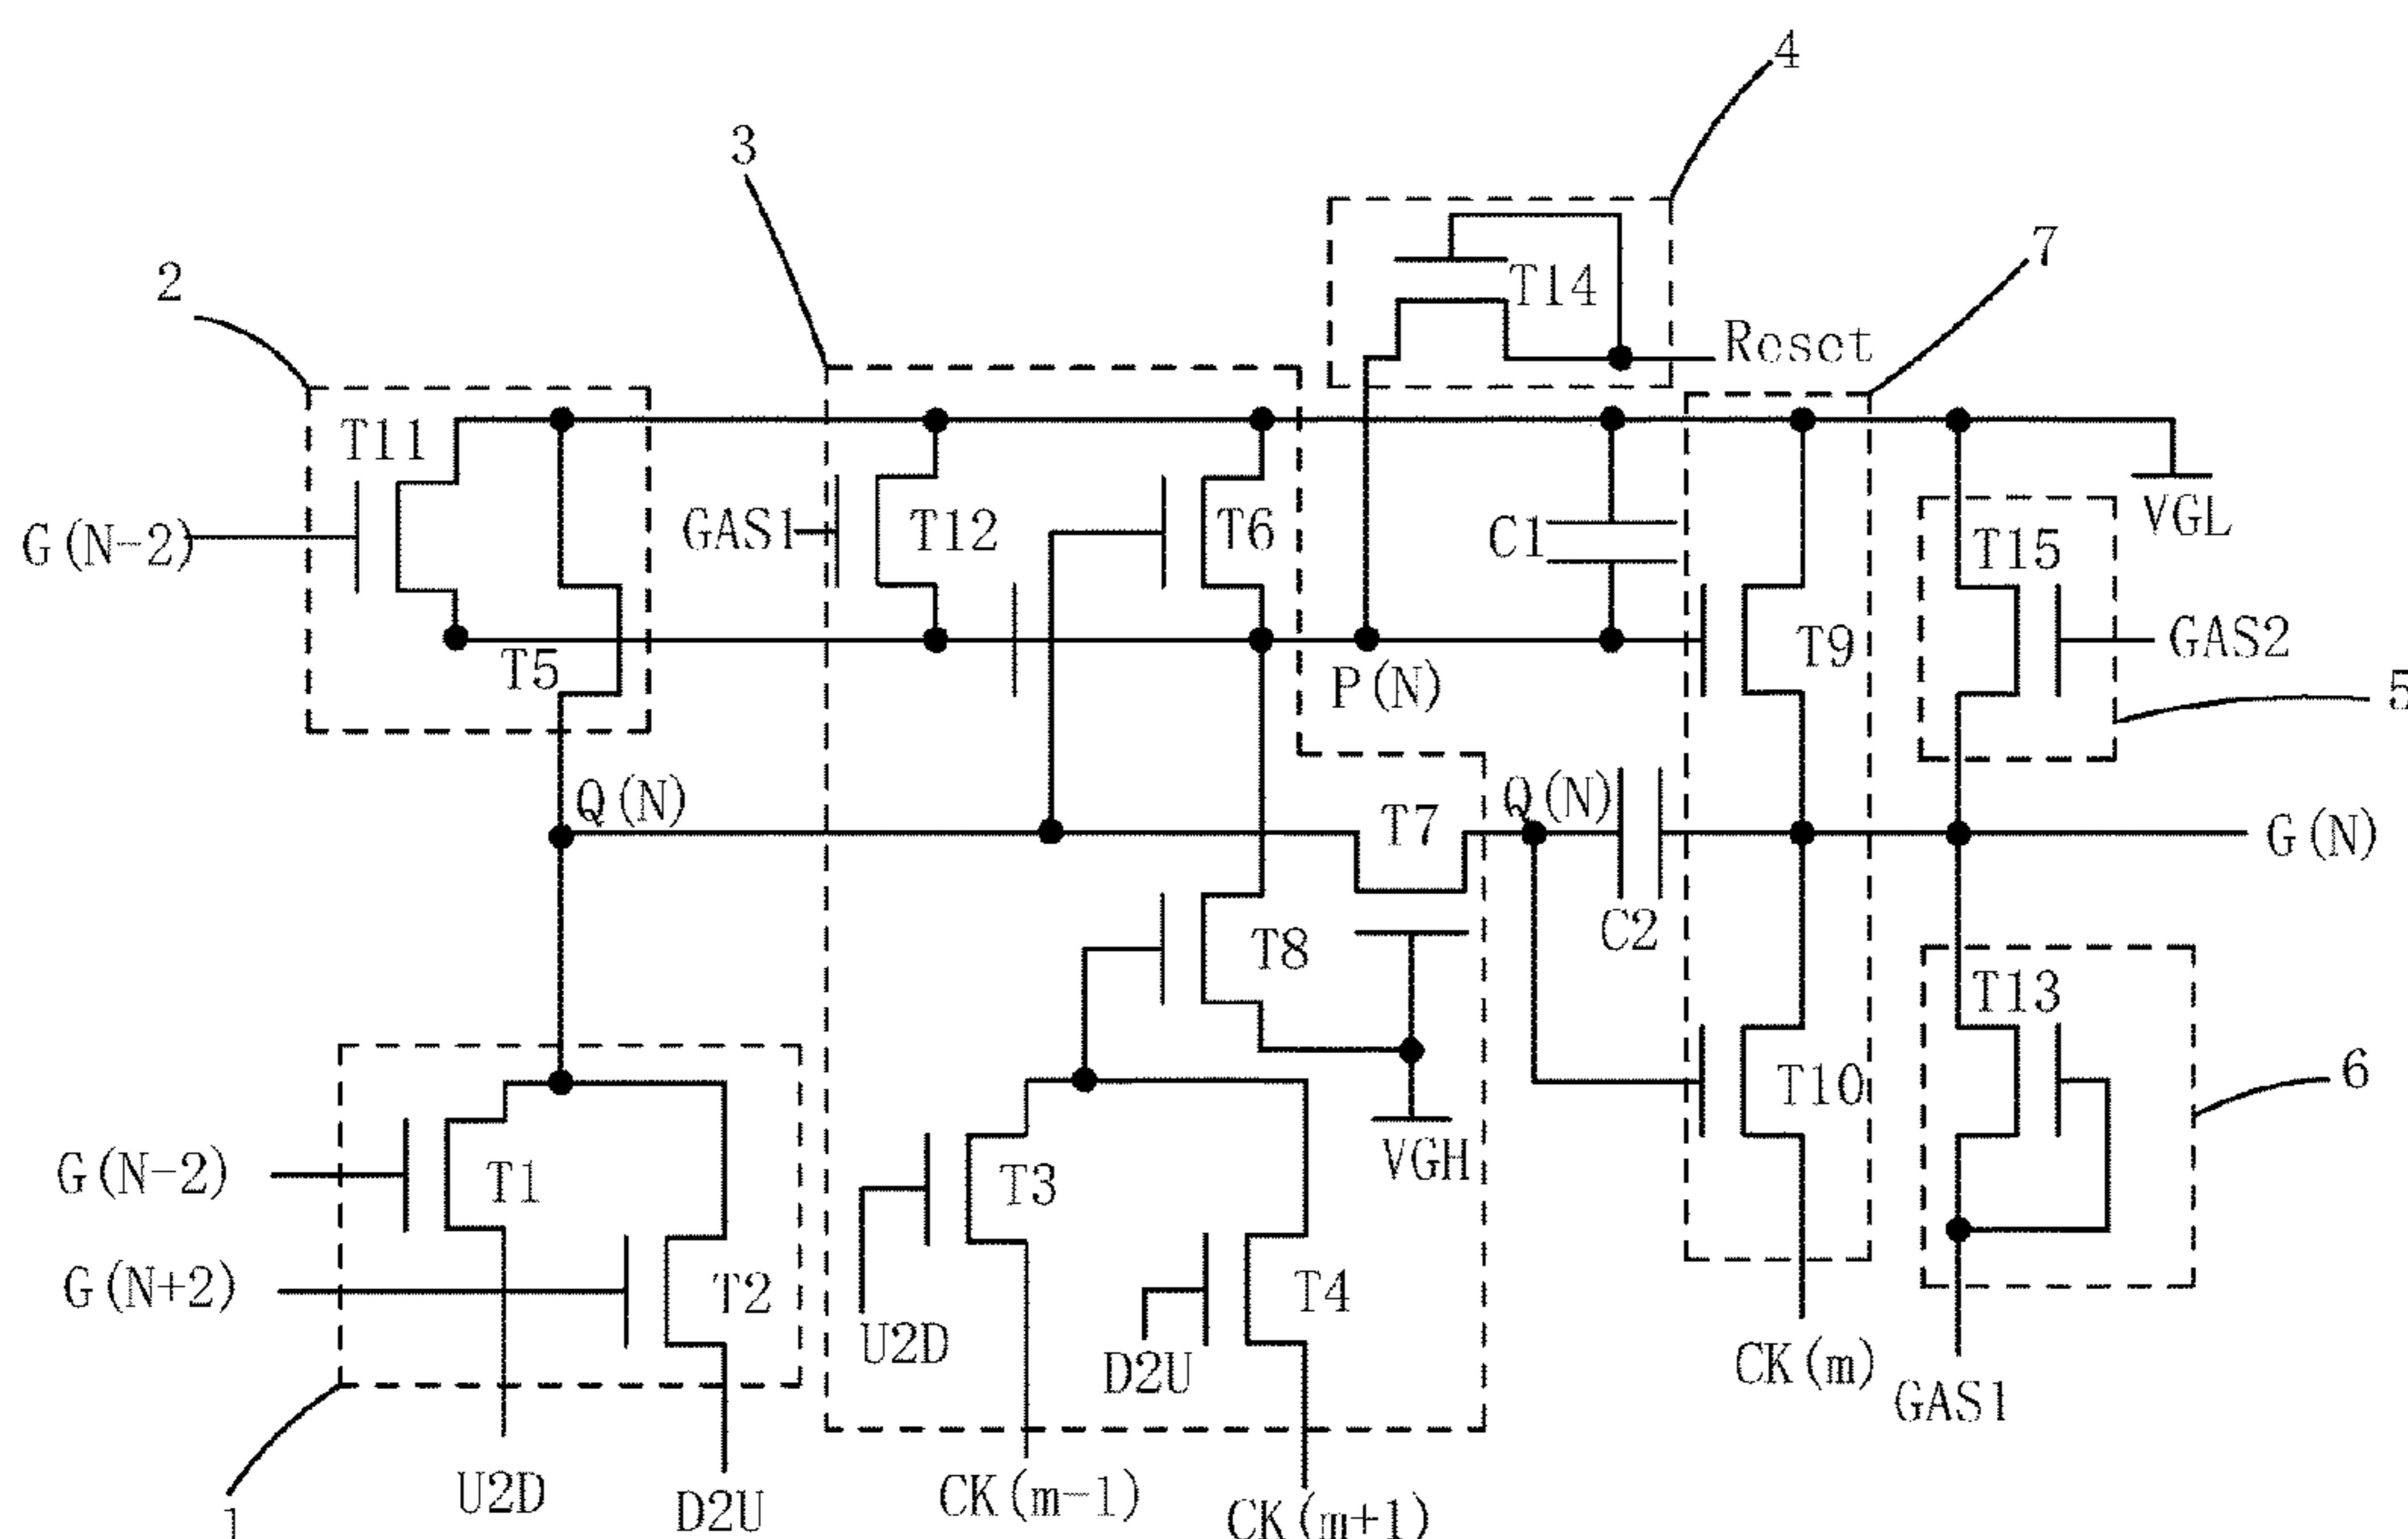 4
3
7
2
T14
Reset
T11
G(N-2)
GAS1
T12
T6
C1
VGL
T15
T5
P(N)
T9
GAS2
5
Q(N)
T7
Q(N)
G(N)
T8
C2
T13
T10
6
VGH
G(N-2)
T1
T3
G(N+2)
T2
T4
U2D
D2U
CK(m)
GAS1
U2D
D2U
CK(m-1)
CK(m+1)
1